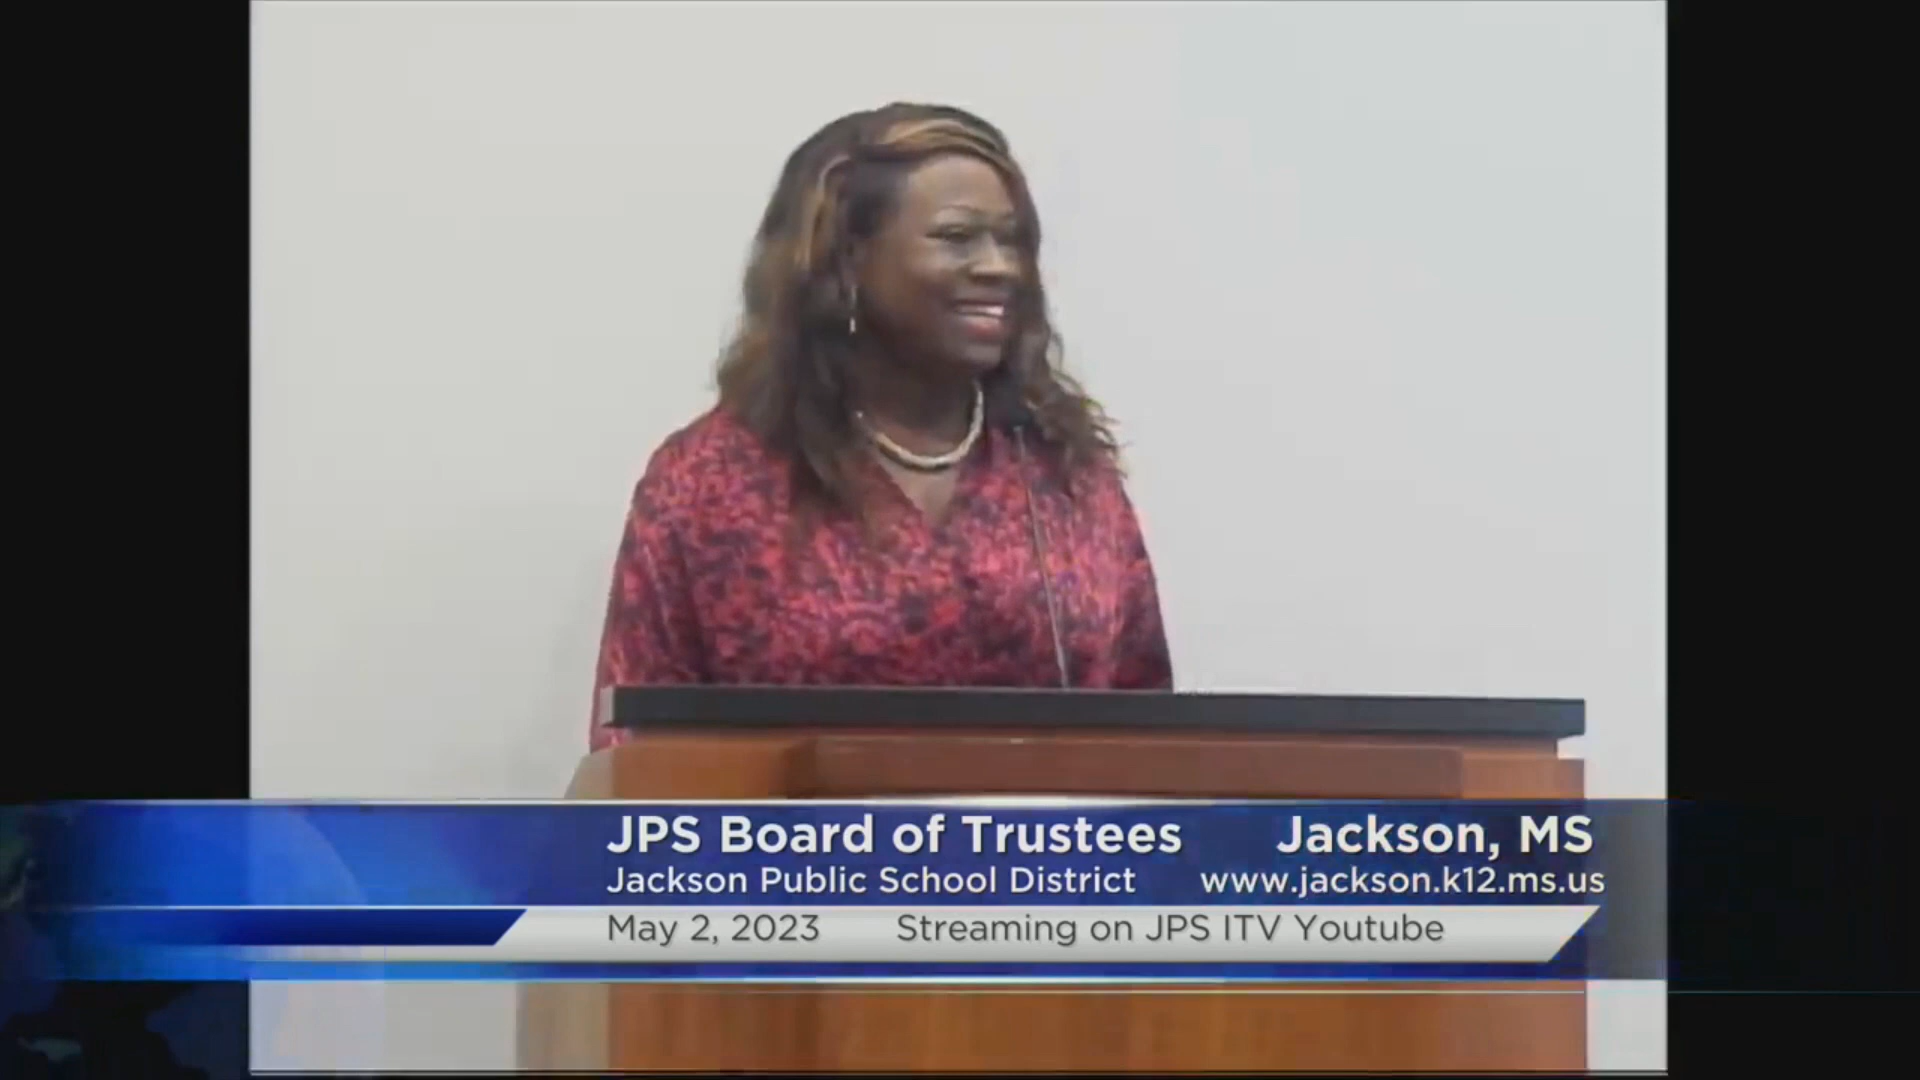 JPS Board of Trustees Jackson, MS
Jackson Public School District www.jackson.k12.ms.us
May 2, 2023 Streaming on JPS ITV Youtube